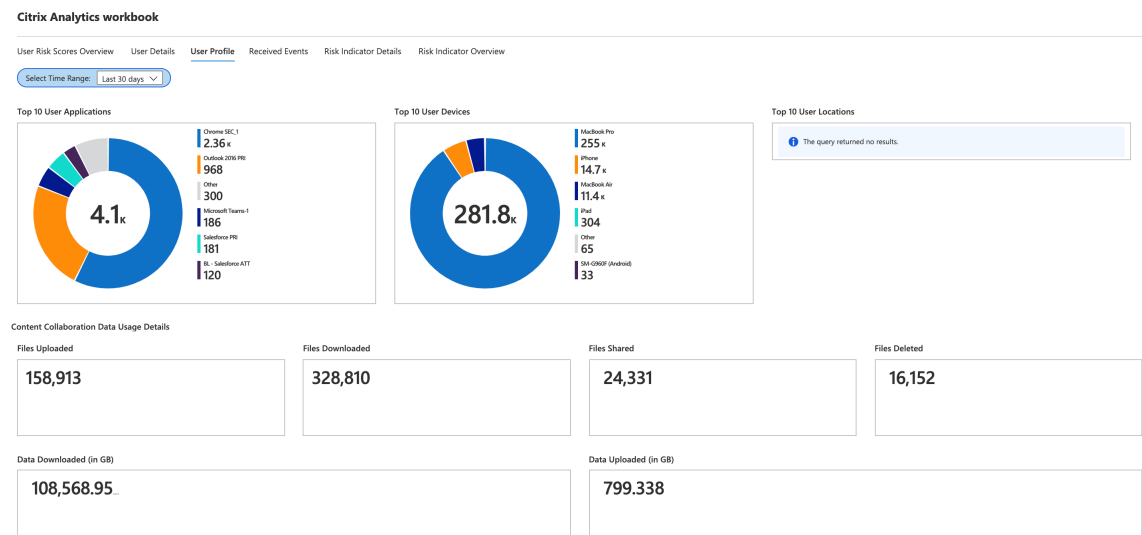 Citrix Analytics workbook
User Risk Scores Overview User Details User Profile Received Events Risk Indicator Details Risk Indicator Overview
Select Time Range: Last 30 days
Top 10 User Applications
4.1K
Chrome SEC_1
2.36 K
Outlook 2016 PRI
968
Other
300
Microsoft Teams-1
186
Salesforce PRI
181
BL - Salesforce ATT
120
Top 10 User Devices
281.8K
MacBook Pro
255 K
iPhone
14.7 K
MacBook Air
11.4 K
iPad
304
Other
65
SM-G960F (Android)
33
Top 10 User Locations
The query returned no results.
Content Collaboration Data Usage Details
Files Uploaded
158,913
Files Downloaded
328,810
Files Shared
24,331
Files Deleted
16,152
Data Downloaded (in GB)
108,568.95...
Data Uploaded (in GB)
799.338